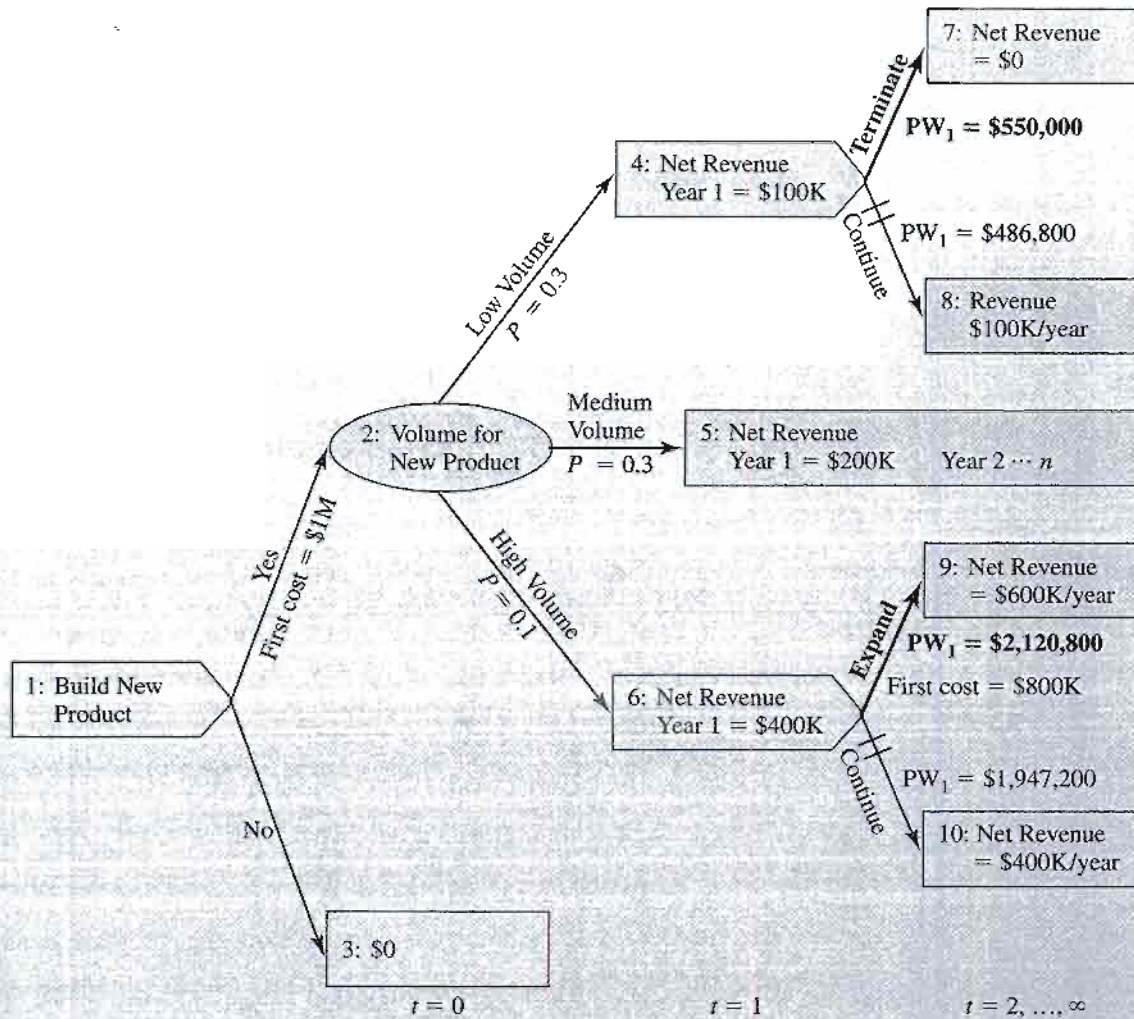 7: Net Revenue
= $0
Terminate
PW₁ = $550,000
4: Net Revenue
Year 1 = $100K
Continue
PW₁ = $486,800
8: Revenue
$100K/year
Low Volume
P = 0.3
2: Volume for
New Product
Medium
Volume
P = 0.3
5: Net Revenue
Year 1 = $200K Year 2 ··· n
Yes
First cost = $1M
High Volume
P = 0.1
9: Net Revenue
= $600K/year
Expand
PW₁ = $2,120,800
First cost = $800K
1: Build New
Product
6: Net Revenue
Year 1 = $400K
Continue
PW₁ = $1,947,200
10: Net Revenue
= $400K/year
No
3: $0
t = 0 t = 1 t = 2, ..., ∞